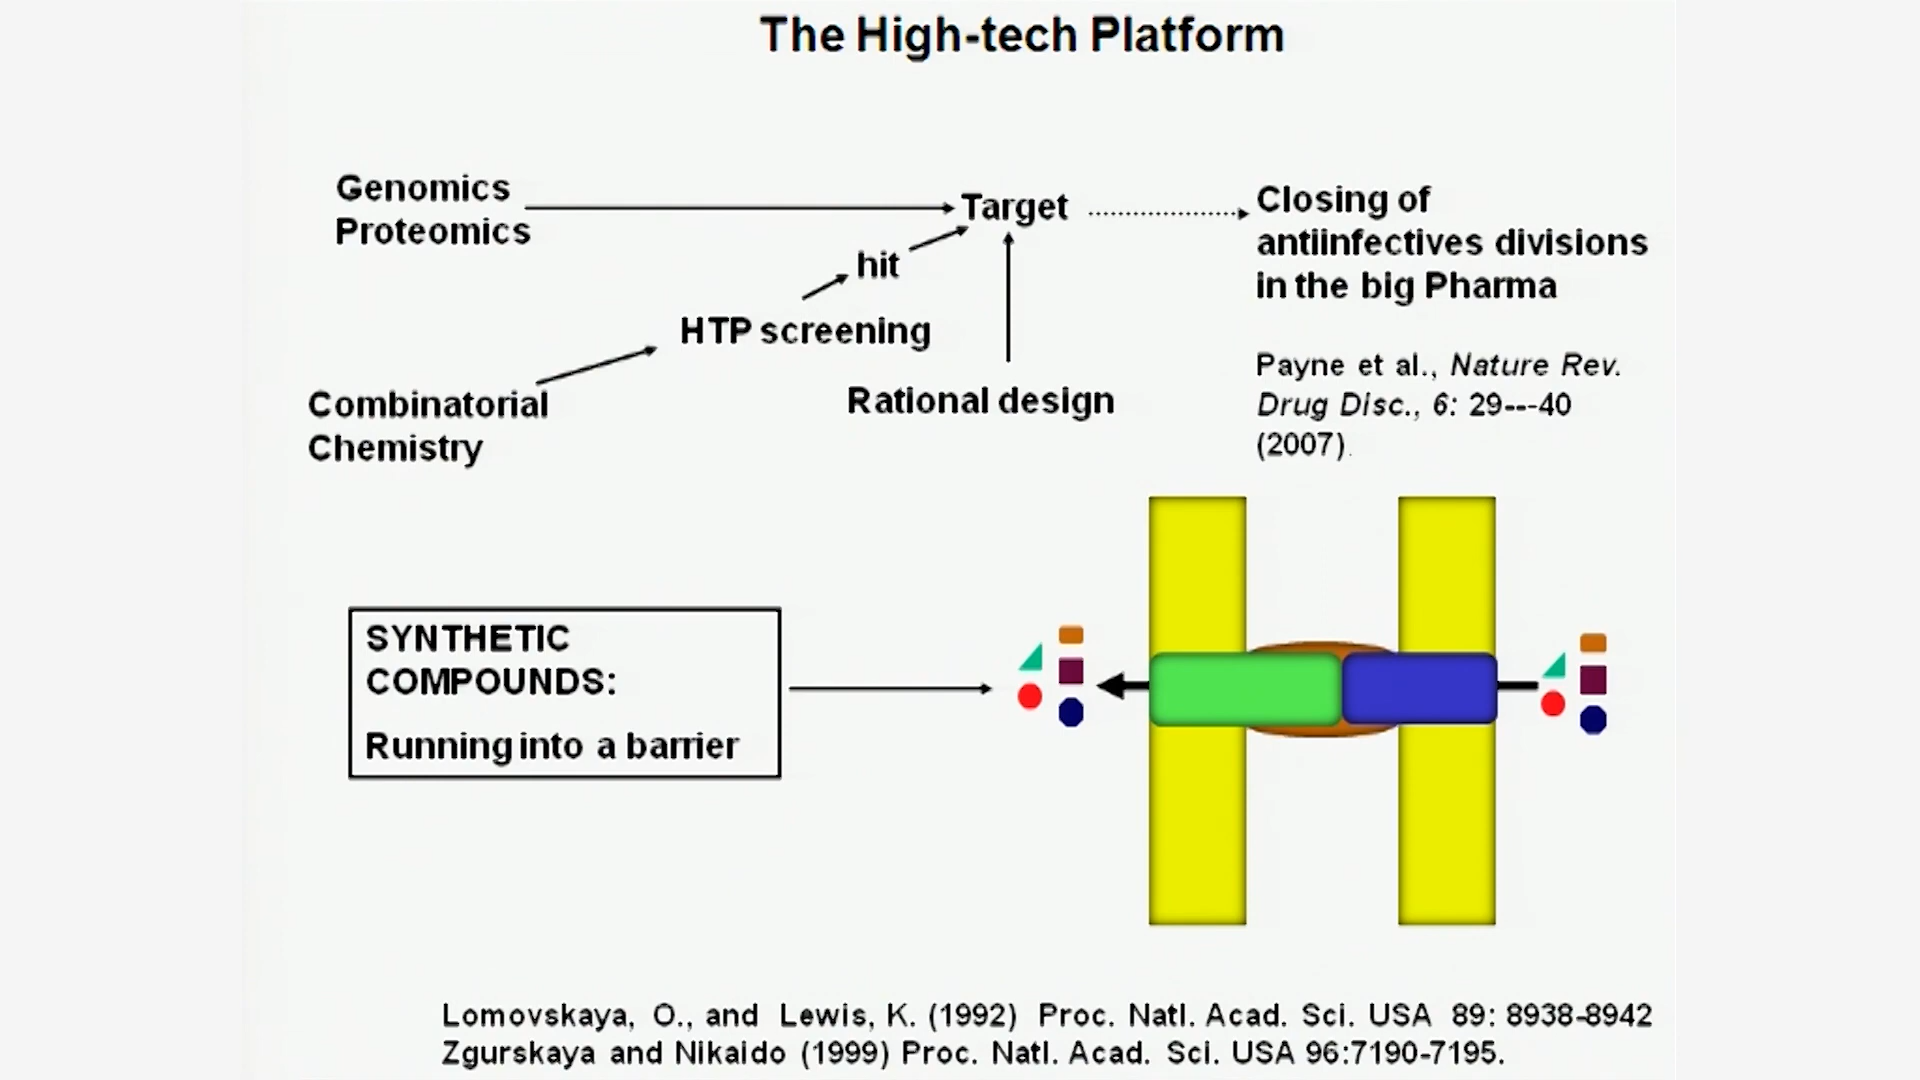 The High-tech Platform
Genomics
Proteomics
Target
hit
HTP screening
Combinatorial
Chemistry
Rational design
Closing of
antiinfectives divisions
in the big Pharma
Payne et al., Nature Rev.
Drug Disc., 6: 29---40
(2007).
SYNTHETIC
COMPOUNDS:
Running into a barrier
Lomovskaya, O., and Lewis, K. (1992) Proc. Natl. Acad. Sci. USA 89: 8938-8942
Zgurskaya and Nikaido (1999) Proc. Natl. Acad. Sci. USA 96:7190-7195.